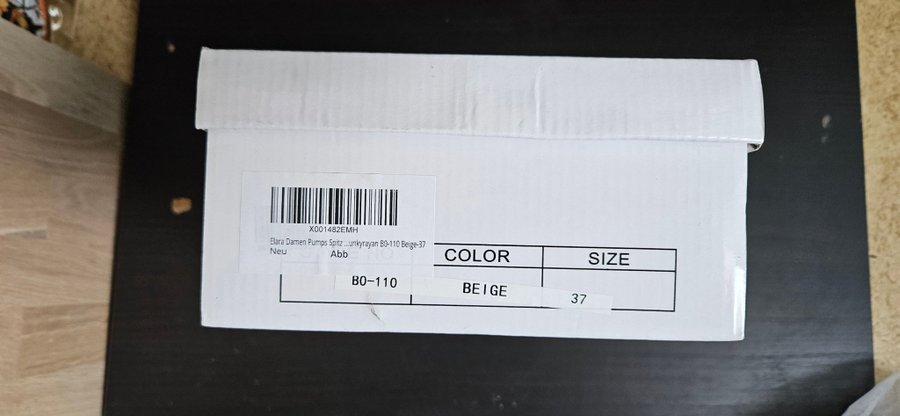 X001482EMH
Elara Damen Pumps Spitz ...unkyrayan B0-110 Beige-37
Neu Abb
COLOR SIZE
B0-110 BEIGE 37